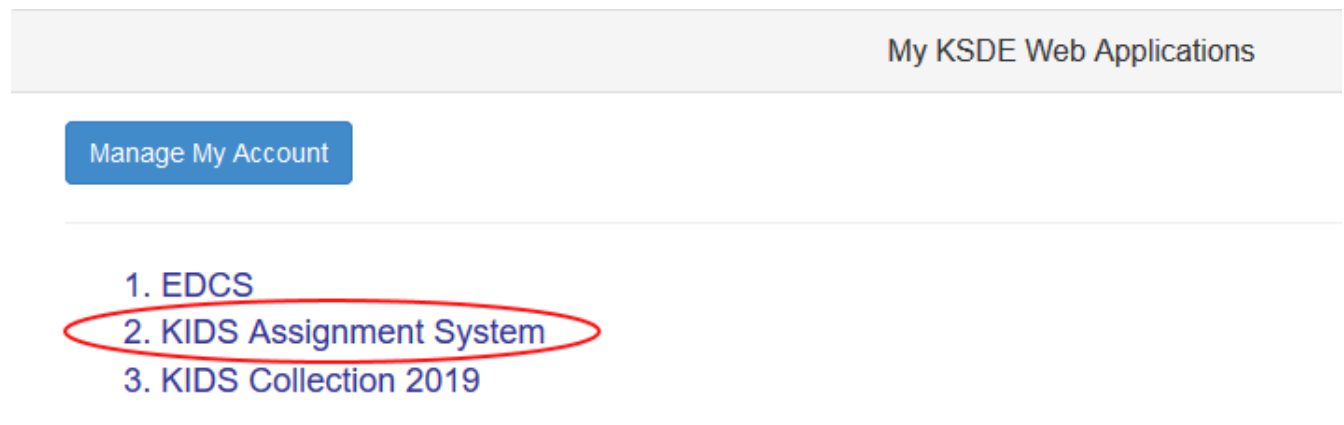 My KSDE Web Applications
Manage My Account
1. EDCS
2. KIDS Assignment System
3. KIDS Collection 2019